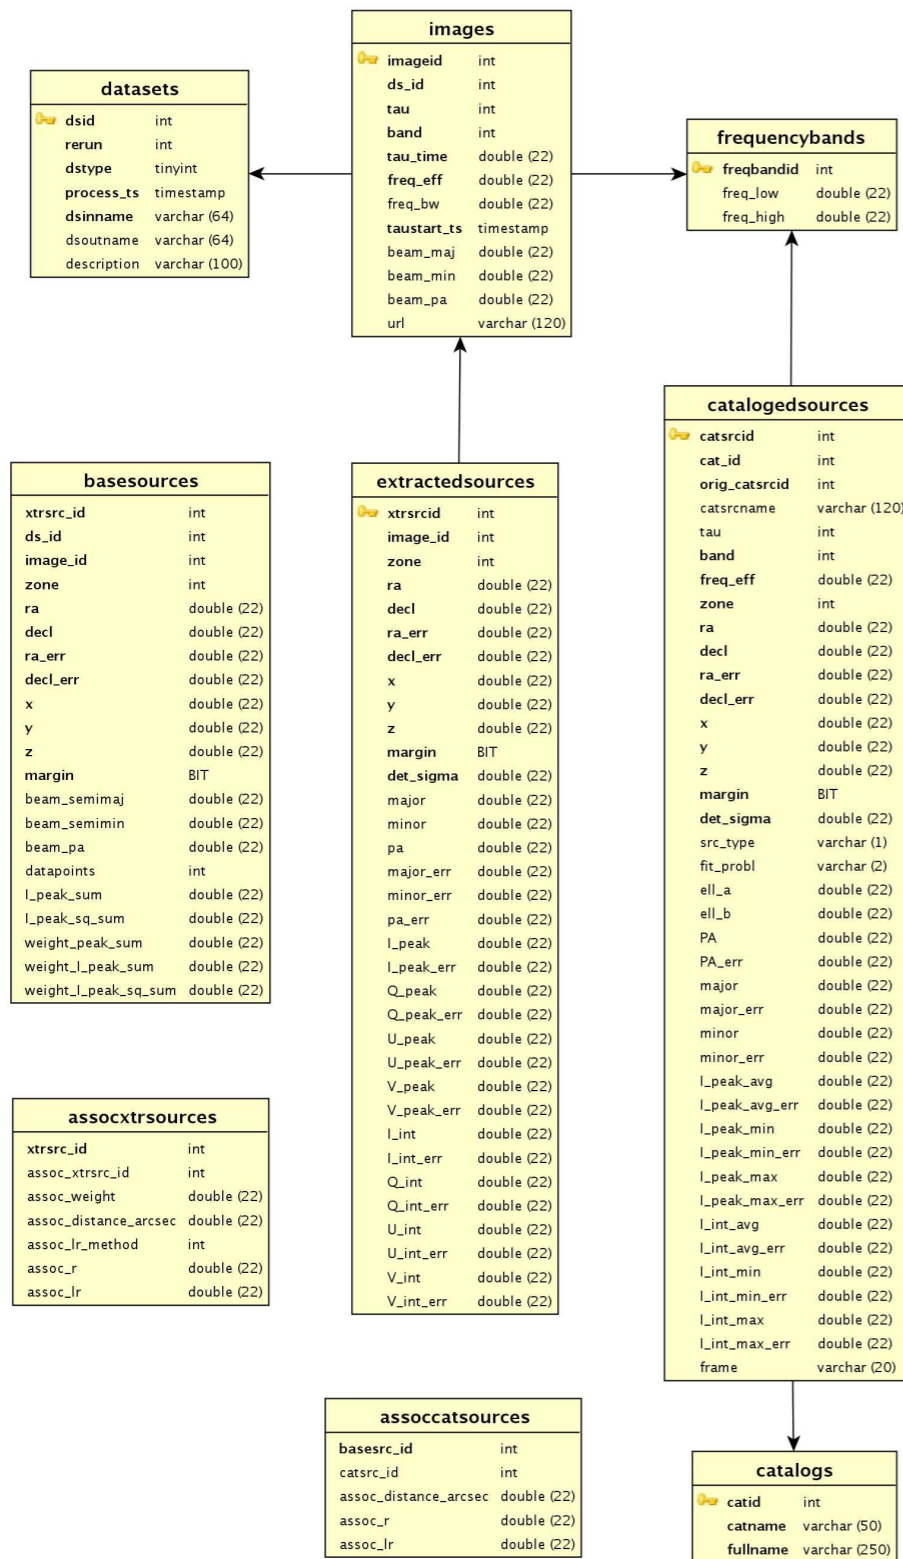 images
imageid int
ds_id int
tau int
band int
tau_time double (22)
freq_eff double (22)
freq_bw double (22)
taustart_ts timestamp
beam_maj double (22)
beam_min double (22)
beam_pa double (22)
url varchar (120)
datasets
dsid int
rerun int
dstype tinyint
process_ts timestamp
dsinname varchar (64)
dsoutname varchar (64)
description varchar (100)
frequencybands
freqbandid int
freq_low double (22)
freq_high double (22)
basesources
xtrsrc_id int
ds_id int
image_id int
zone int
ra double (22)
decl double (22)
ra_err double (22)
decl_err double (22)
x double (22)
y double (22)
z double (22)
margin BIT
beam_semimaj double (22)
beam_semimin double (22)
beam_pa double (22)
datapoints int
I_peak_sum double (22)
I_peak_sq_sum double (22)
weight_peak_sum double (22)
weight_I_peak_sum double (22)
weight_I_peak_sq_sum double (22)
extractedsources
xtrsrcid int
image_id int
zone int
ra double (22)
decl double (22)
ra_err double (22)
decl_err double (22)
x double (22)
y double (22)
z double (22)
margin BIT
det_sigma double (22)
major double (22)
minor double (22)
pa double (22)
major_err double (22)
minor_err double (22)
pa_err double (22)
I_peak double (22)
I_peak_err double (22)
Q_peak double (22)
Q_peak_err double (22)
U_peak double (22)
U_peak_err double (22)
V_peak double (22)
V_peak_err double (22)
I_int double (22)
I_int_err double (22)
Q_int double (22)
Q_int_err double (22)
U_int double (22)
U_int_err double (22)
V_int double (22)
V_int_err double (22)
catalogedsources
catsrcid int
cat_id int
orig_catsrcid int
catsrcname varchar (120)
tau int
band int
freq_eff double (22)
zone int
ra double (22)
decl double (22)
ra_err double (22)
decl_err double (22)
x double (22)
y double (22)
z double (22)
margin BIT
det_sigma double (22)
src_type varchar (1)
fit_probl varchar (2)
ell_a double (22)
ell_b double (22)
PA double (22)
PA_err double (22)
major double (22)
major_err double (22)
minor double (22)
minor_err double (22)
I_peak_avg double (22)
I_peak_avg_err double (22)
I_peak_min double (22)
I_peak_min_err double (22)
I_peak_max double (22)
I_peak_max_err double (22)
I_int_avg double (22)
I_int_avg_err double (22)
I_int_min double (22)
I_int_min_err double (22)
I_int_max double (22)
I_int_max_err double (22)
frame varchar (20)
assocxtrsources
xtrsrc_id int
assoc_xtrsrc_id int
assoc_weight double (22)
assoc_distance_arcsec double (22)
assoc_lr_method int
assoc_r double (22)
assoc_lr double (22)
assoccatsources
basesrc_id int
catsrc_id int
assoc_distance_arcsec double (22)
assoc_r double (22)
assoc_lr double (22)
catalogs
catid int
catname varchar (50)
fullname varchar (250)